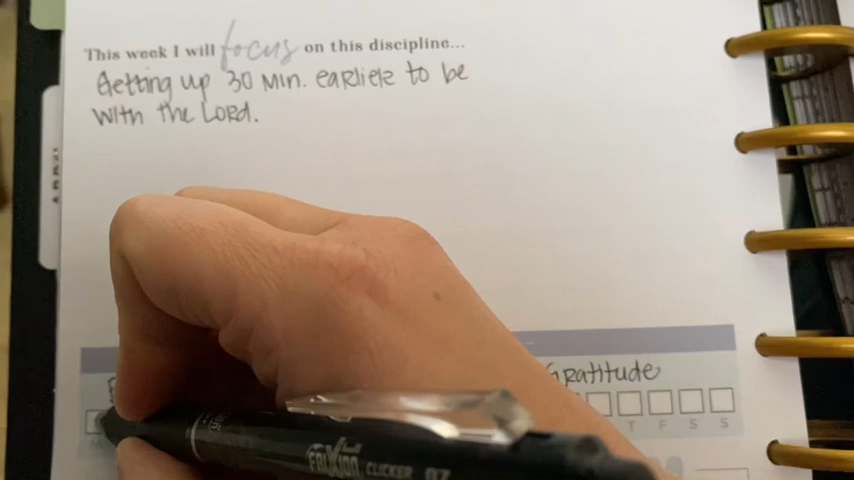 This week I will focus on this discipline...
Getting up 30 min. earlier to be
with the Lord.
Gratitude
T F S S
FriXion CLICKER 07